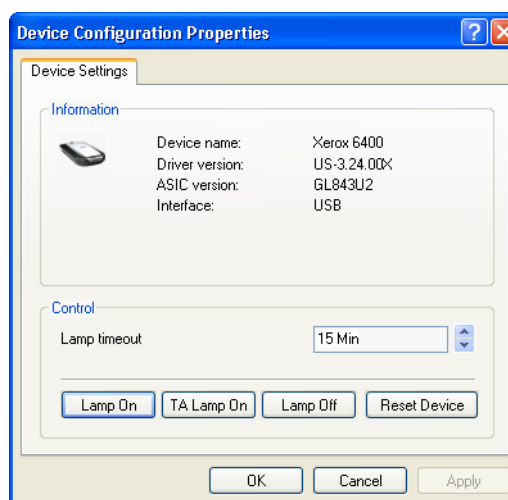 Device Configuration Properties
Device Settings
Information
Device name: Xerox 6400
Driver version: US-3.24.00X
ASIC version: GL843U2
Interface: USB
Control
Lamp timeout 15 Min
Lamp On TA Lamp On Lamp Off Reset Device
OK Cancel Apply